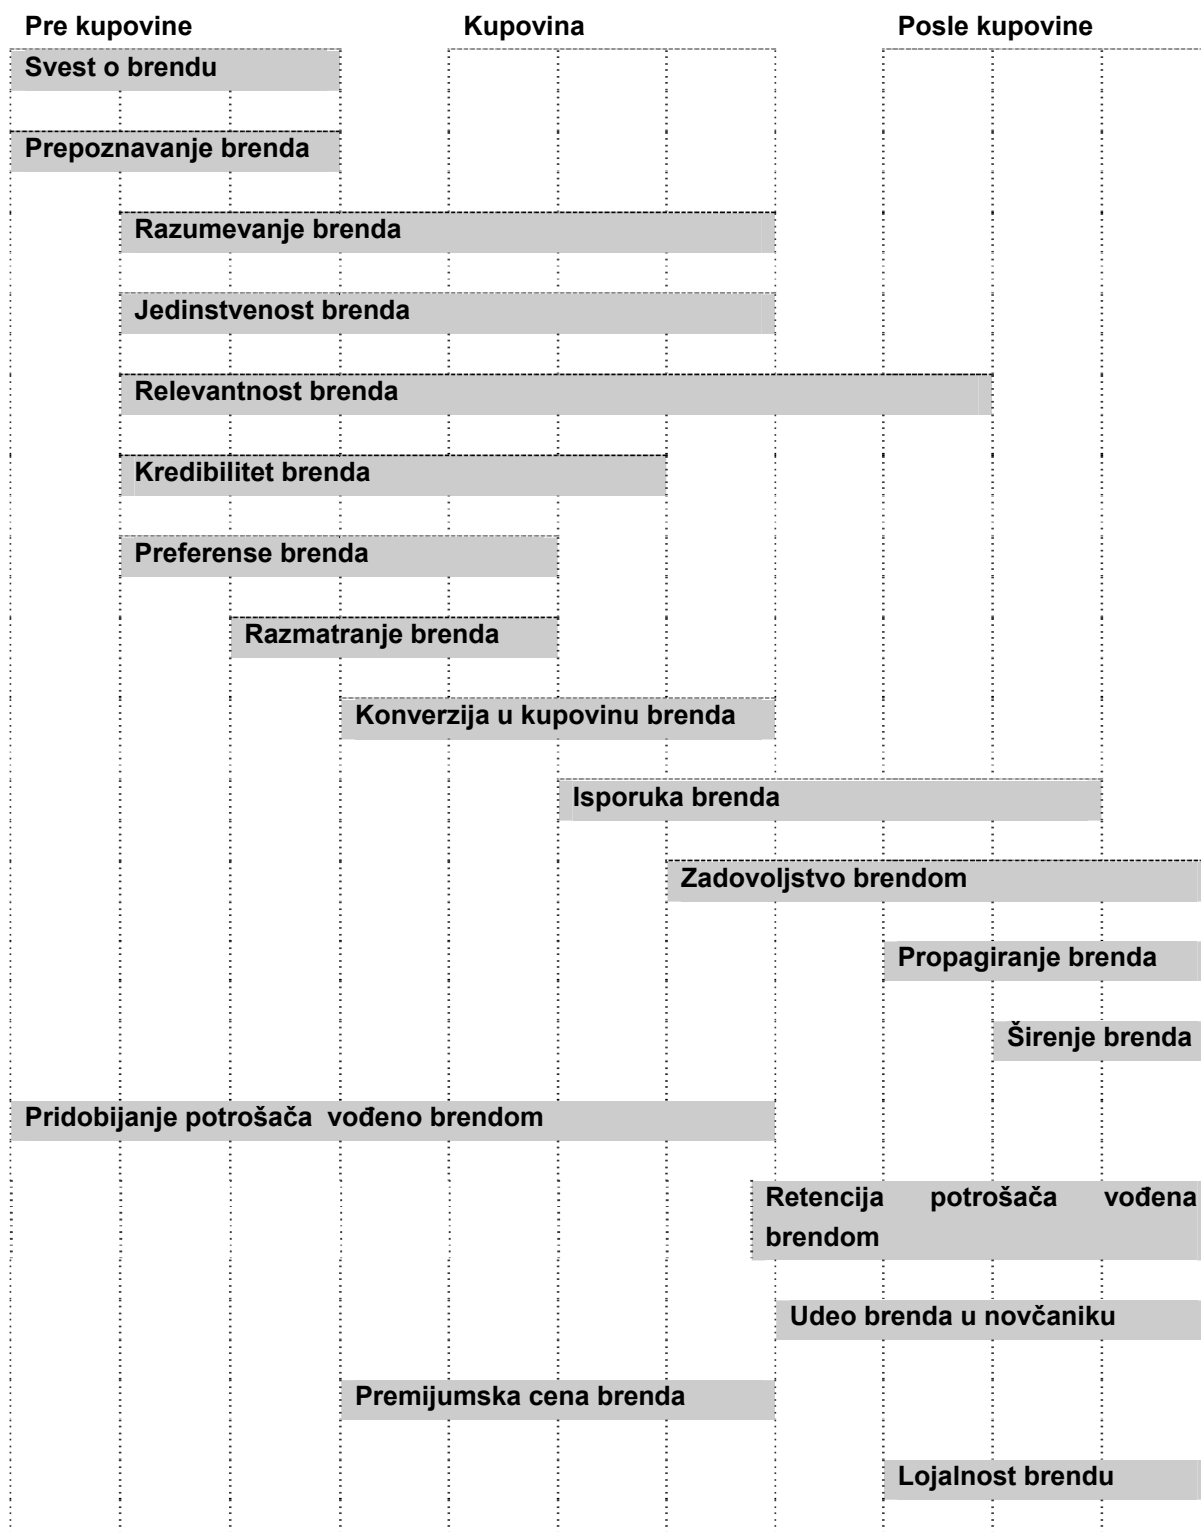 Pre kupovine Kupovina Posle kupovine
Svest o brendu
Prepoznavanje brenda
Razumevanje brenda
Jedinstvenost brenda
Relevantnost brenda
Kredibilitet brenda
Preferense brenda
Razmatranje brenda
Konverzija u kupovinu brenda
Isporuka brenda
Zadovoljstvo brendom
Propagiranje brenda
Širenje brenda
Pridobijanje potrošača vođeno brendom
Retencija potrošača vođena
brendom
Udeo brenda u novčaniku
Premijumska cena brenda
Lojalnost brendu